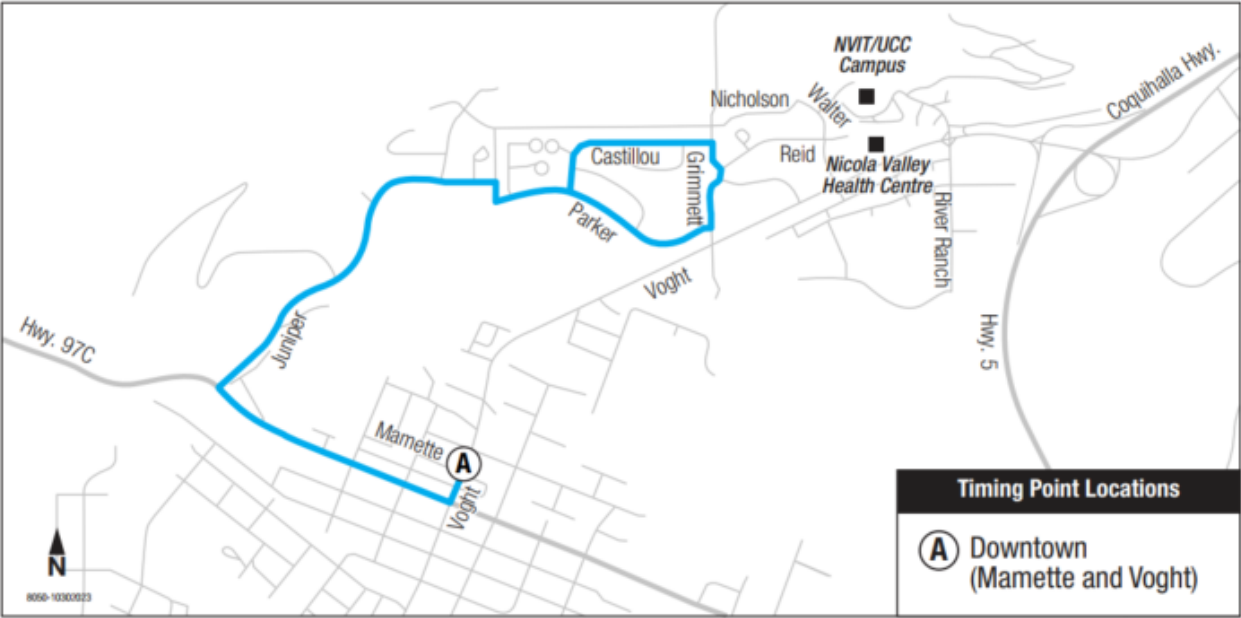 NVIT/UCC
Campus
Coquihalla Hwy.
Nicholson
Walter
Castillou
Reid
Grimmett
Nicola Valley
Health Centre
River Ranch
Parker
Voght
Hwy. 97C
Juniper
Hwy. 5
Mamette
A
Voght
Timing Point Locations
A Downtown
(Mamette and Voght)
N
8050-10302023